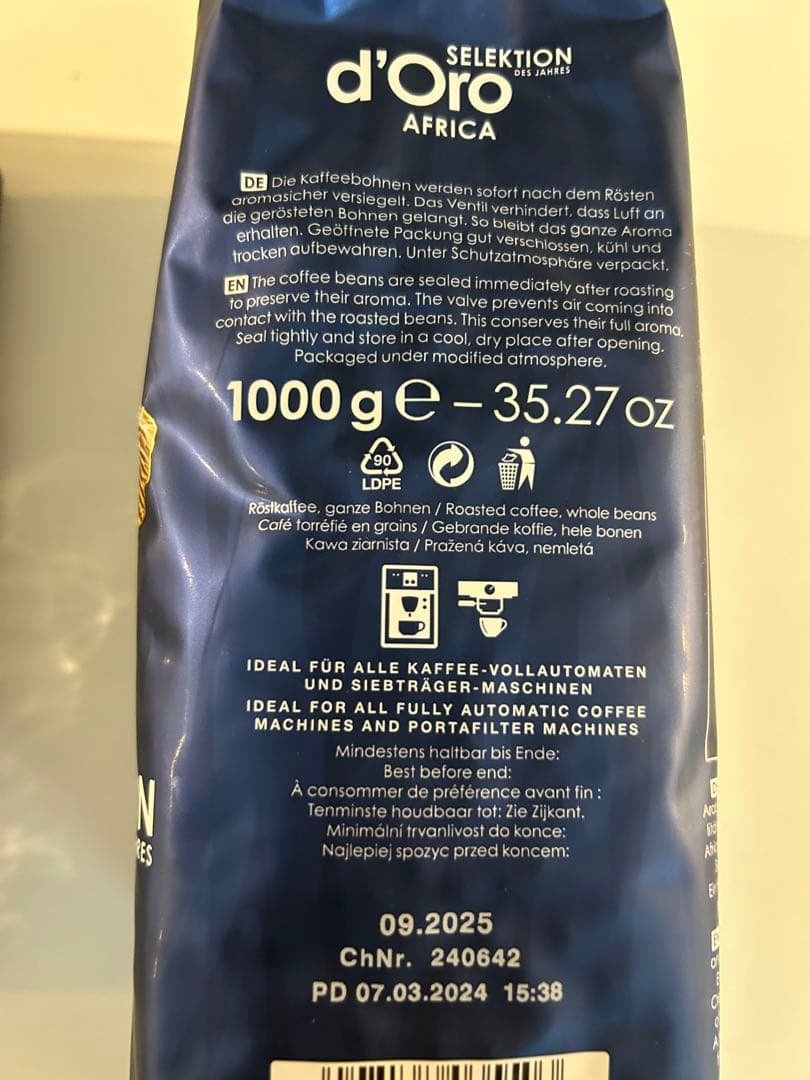 SELEKTION
DES JAHRES
d'Oro
AFRICA
DE Die Kaffeebohnen werden sofort nach dem Rösten
aromasicher versiegelt. Das Ventil verhindert, dass Luft an
die gerösteten Bohnen gelangt. So bleibt das ganze Aroma
erhalten. Geöffnete Packung gut verschlossen, kühl und
trocken aufbewahren. Unter Schutzatmosphäre verpackt.
EN The coffee beans are sealed immediately after roasting
to preserve their aroma. The valve prevents air coming into
contact with the roasted beans. This conserves their full aroma.
Seal tightly and store in a cool, dry place after opening.
Packaged under modified atmosphere.
1000 g ℮ – 35.27 oz
90
LDPE
Röstkaffee, ganze Bohnen / Roasted coffee, whole beans
Café torréfié en grains / Gebrande koffie, hele bonen
Kawa ziarnista / Pražená káva, nemletá
IDEAL FÜR ALLE KAFFEE-VOLLAUTOMATEN
UND SIEBTRÄGER-MASCHINEN
IDEAL FOR ALL FULLY AUTOMATIC COFFEE
MACHINES AND PORTAFILTER MACHINES
Mindestens haltbar bis Ende:
Best before end:
À consommer de préférence avant fin :
Tenminste houdbaar tot: Zie Zijkant.
Minimální trvanlivost do konce:
Najlepiej spozyc przed koncem:
09.2025
ChNr. 240642
PD 07.03.2024 15:38